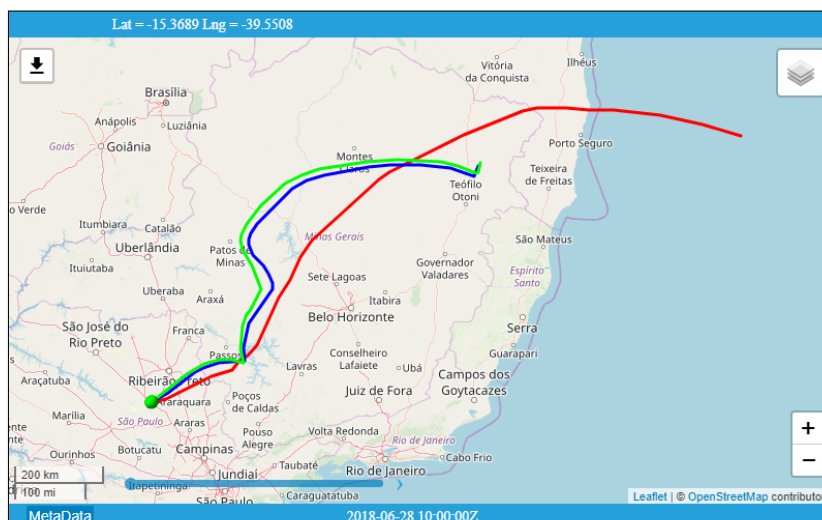 Lat = -15.3689 Lng = -39.5508
Ilhéus
Vitória
da Conquista
Brasília
Anápolis
Luziânia
Goiás
Goiânia
Porto Seguro
Montes
Claros
Teixeira
de Freitas
Teófilo
Otoni
o Verde
Itumbiara
Catalão
Minas Gerais
São Mateus
Uberlândia
Patos de
Minas
Ituiutaba
Governador
Valadares
Espírito
Santo
Sete Lagoas
Uberaba
Araxá
Itabira
Belo Horizonte
São José do
Rio Preto
Franca
Serra
Passos
Conselheiro
Lafaiete
Guarapari
Lavras
Ubá
Araçatuba
Ribeirão Preto
Campos dos
Goytacazes
Juiz de Fora
Poços
de Caldas
Araraquara
Marília
São Paulo
Araras
Pouso
Alegre
Volta Redonda
Rio de Janeiro
Ourinhos
Botucatu
Campinas
Cabo Frio
Taubaté
Rio de Janeiro
Jundiaí
200 km
100 mi
Itapetininga
São Paulo
Caraguatatuba
+
−
Leaflet | © OpenStreetMap contributo
MetaData
2018-06-28 10:00:00Z